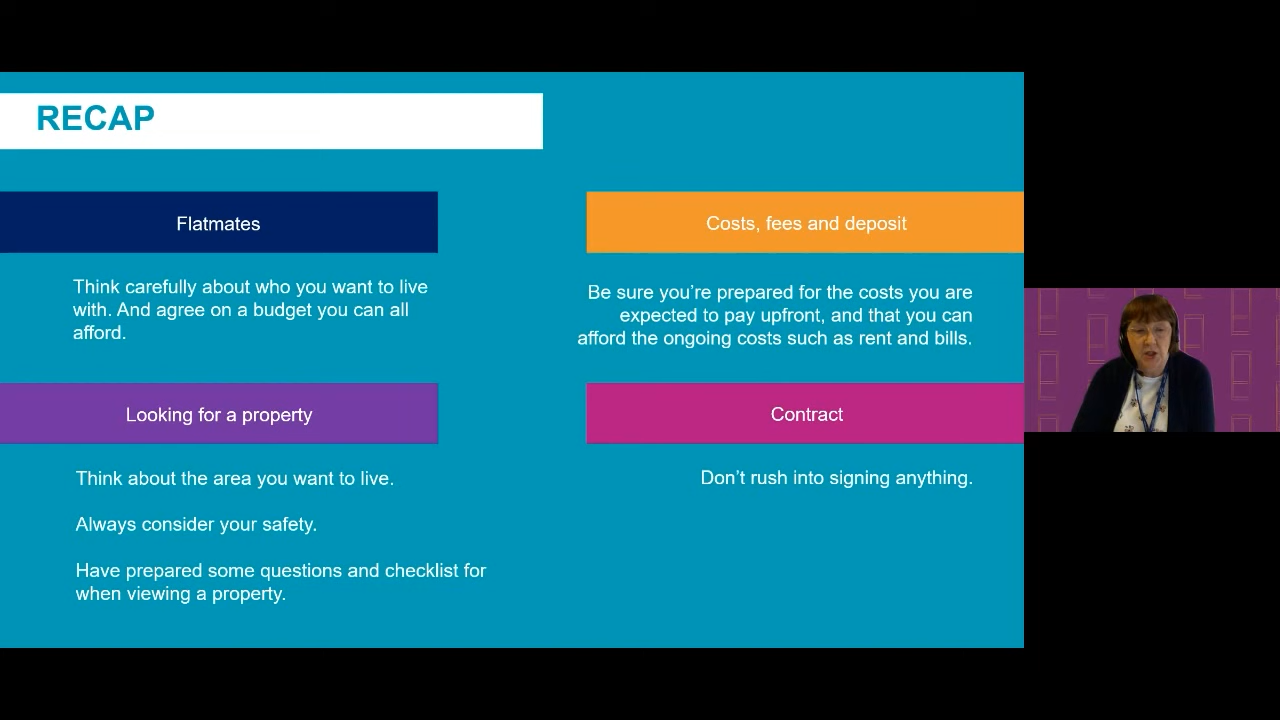 RECAP
Flatmates
Think carefully about who you want to live
with. And agree on a budget you can all
afford.
Costs, fees and deposit
Be sure you’re prepared for the costs you are
expected to pay upfront, and that you can
afford the ongoing costs such as rent and bills.
Looking for a property
Think about the area you want to live.
Always consider your safety.
Have prepared some questions and checklist for
when viewing a property.
Contract
Don’t rush into signing anything.